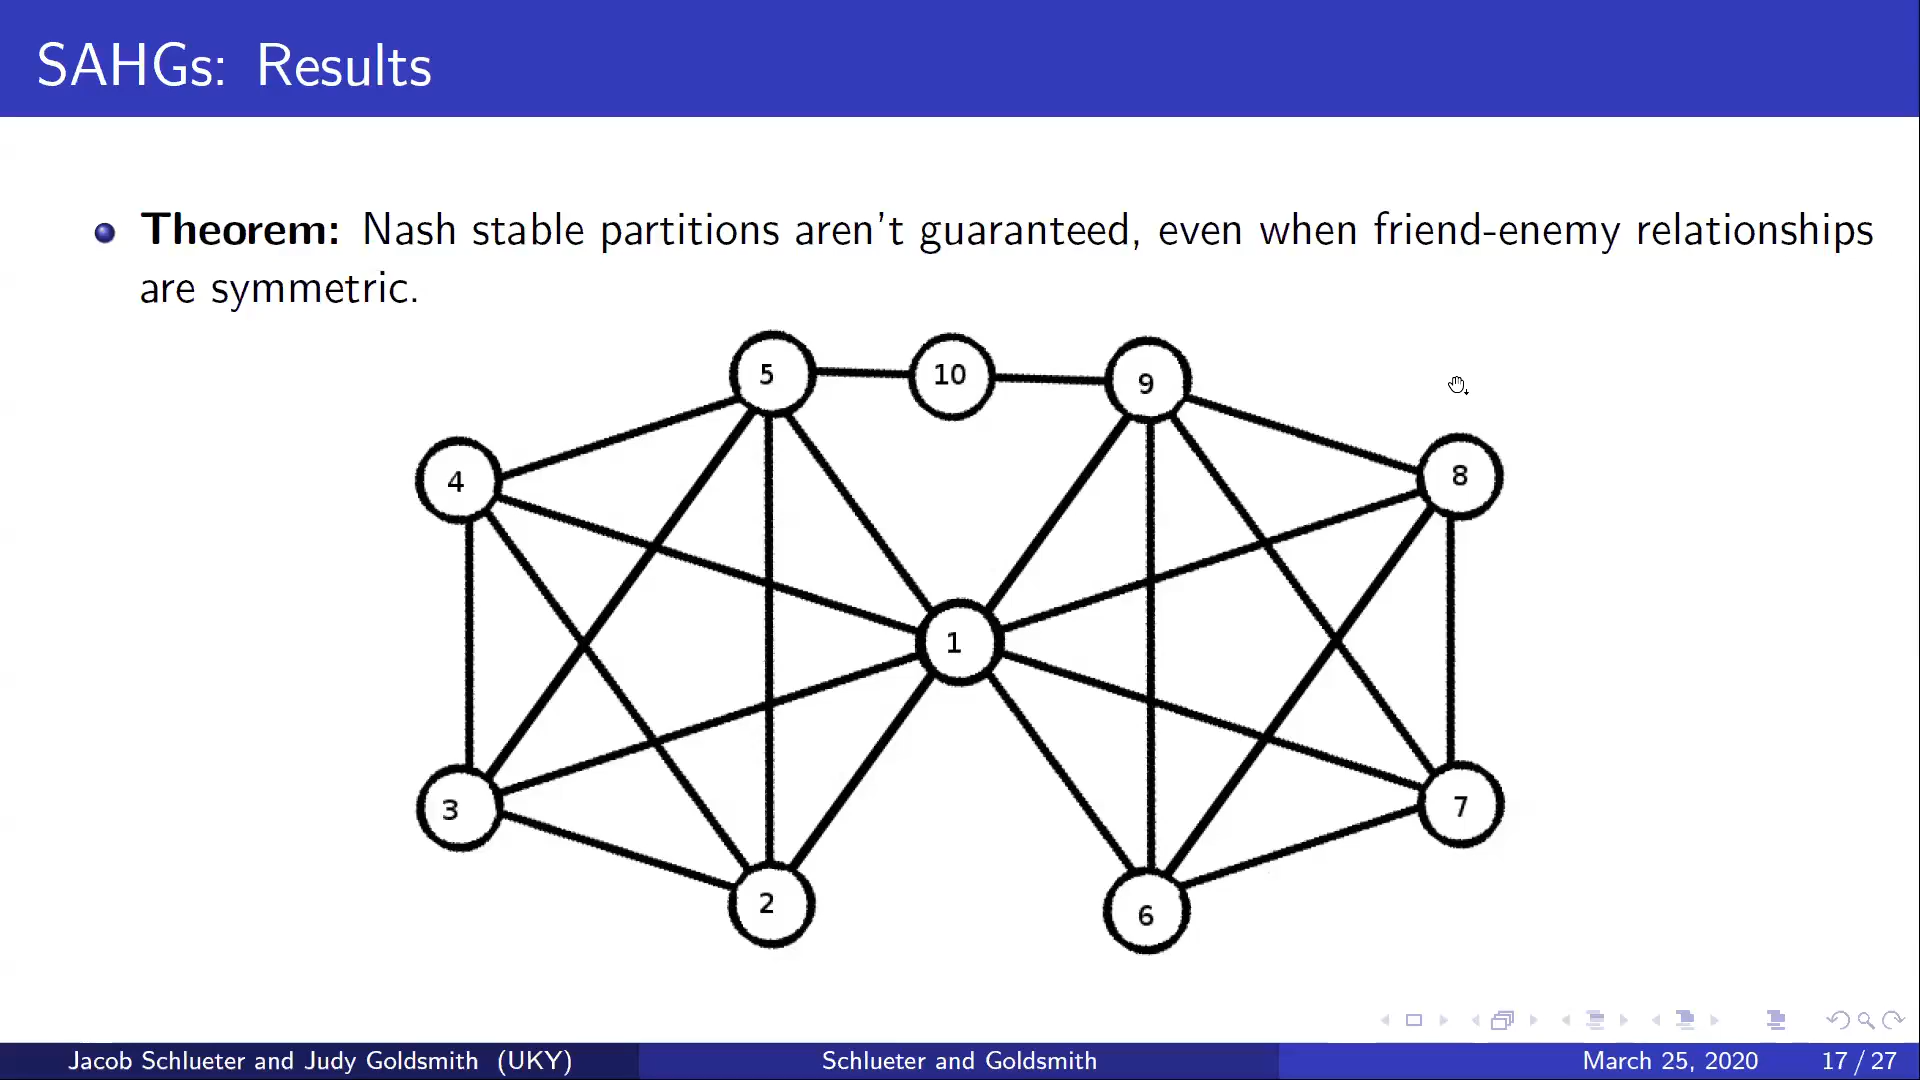 SAHGs: Results
Theorem: Nash stable partitions aren't guaranteed, even when friend-enemy relationships
are symmetric.
5 10 9
4 8
1
3 7
2 6
Jacob Schlueter and Judy Goldsmith (UKY) Schlueter and Goldsmith March 25, 2020 17 / 27